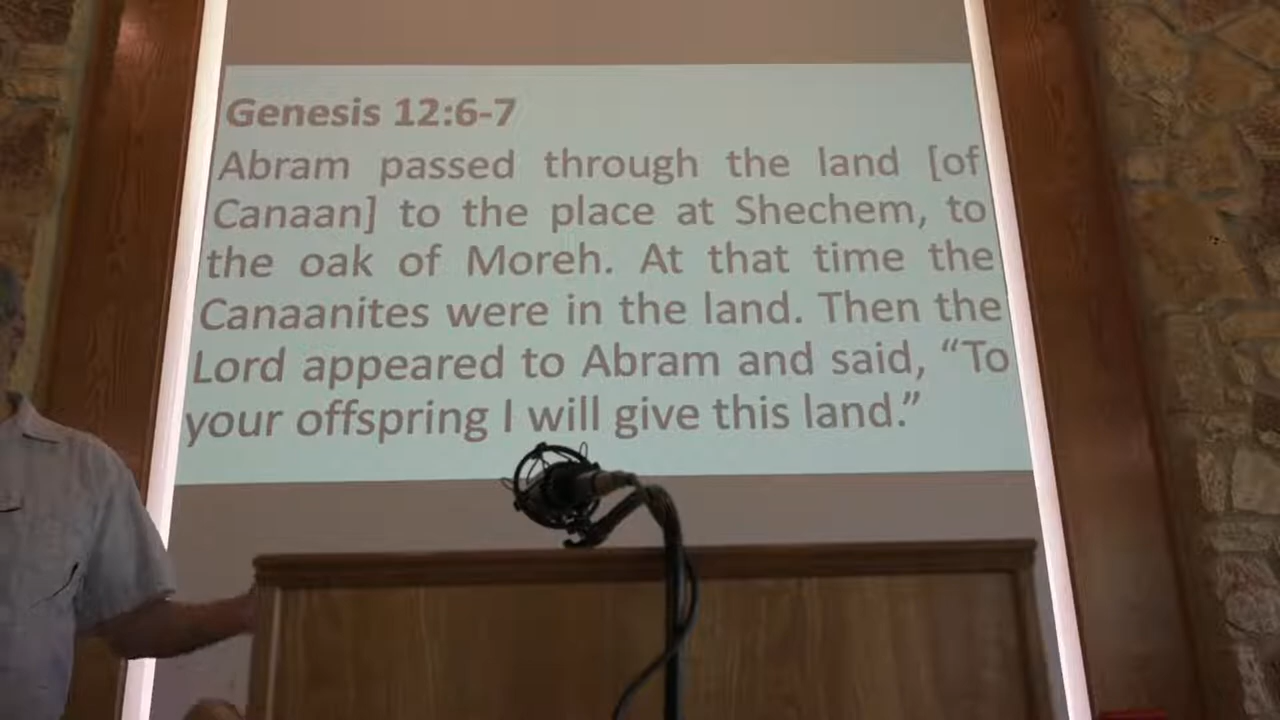 Genesis 12:6-7
Abram passed through the land [of
Canaan] to the place at Shechem, to
the oak of Moreh. At that time the
Canaanites were in the land. Then the
Lord appeared to Abram and said, “To
your offspring I will give this land.”